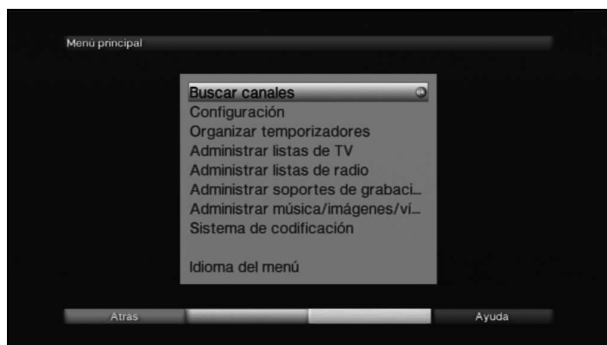 Menú principal
Buscar canales
Configuración
Organizar temporizadores
Administrar listas de TV
Administrar listas de radio
Administrar soportes de grabaci...
Administrar música/imágenes/ví...
Sistema de codificación
Idioma del menú
Atras
Ayuda